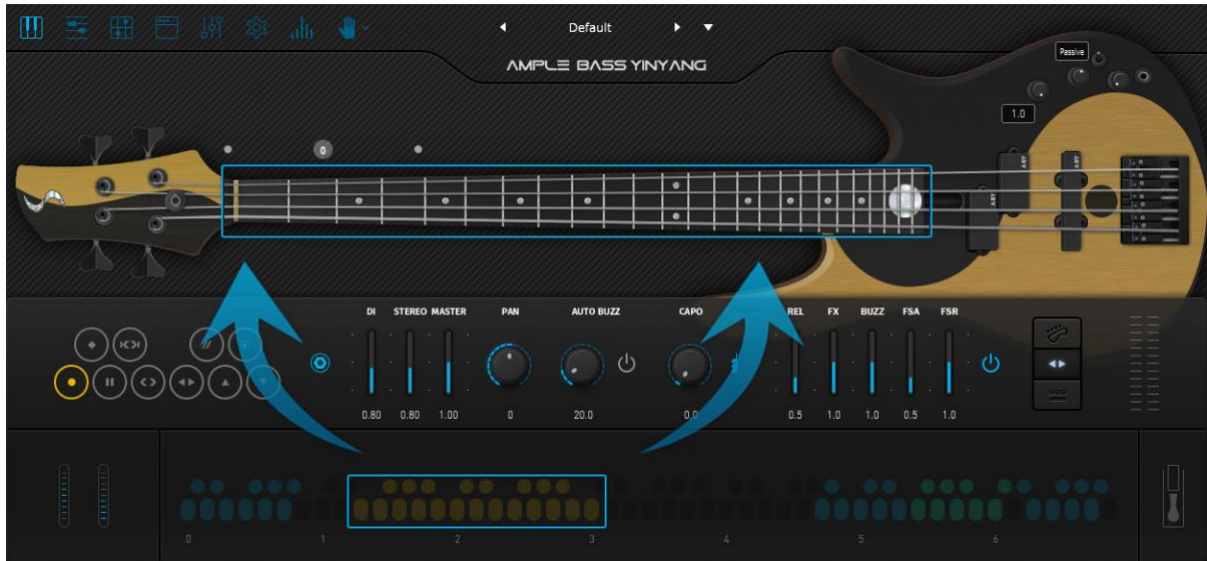 Default
AMPLE BASS YINYANG
Passive
1.0
0
DI STEREO MASTER PAN AUTO BUZZ CAPO REL FX BUZZ FSA FSR
0.80 0.80 1.00 0 20.0 0.0 0.5 1.0 1.0 0.5 1.0
0 1 2 3 4 5 6